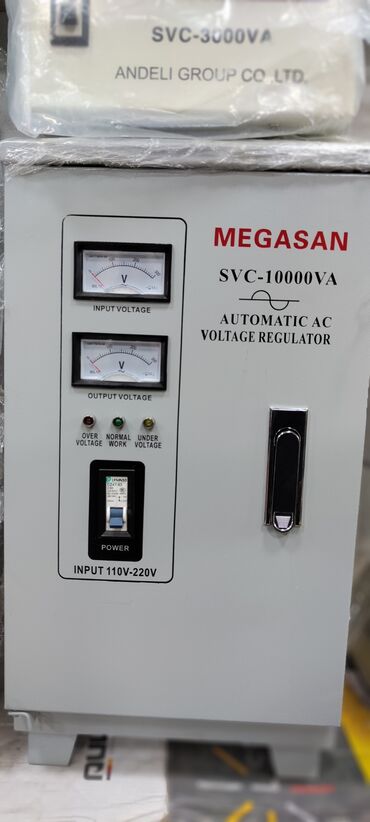 SVC-3000VA
ANDELI GROUP CO.,LTD.
MEGASAN
SVC-10000VA
AUTOMATIC AC
VOLTAGE REGULATOR
V
INPUT VOLTAGE
V
OUTPUT VOLTAGE
OVER VOLTAGE
NORMAL WORK
UNDER VOLTAGE
POWER
INPUT 110V-220V